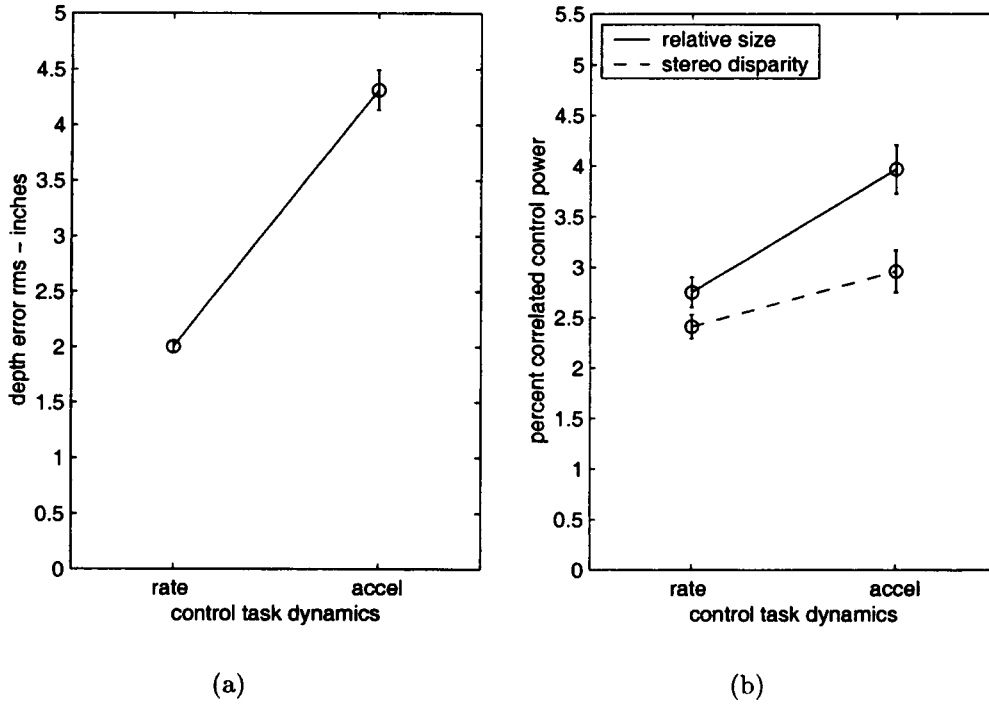 5
4.5
4
3.5
3
2.5
2
1.5
1
0.5
0
depth error rms – inches
rate accel
control task dynamics
(a)
5.5
5
4.5
4
3.5
3
2.5
2
1.5
1
0.5
0
percent correlated control power
relative size
stereo disparity
rate accel
control task dynamics
(b)